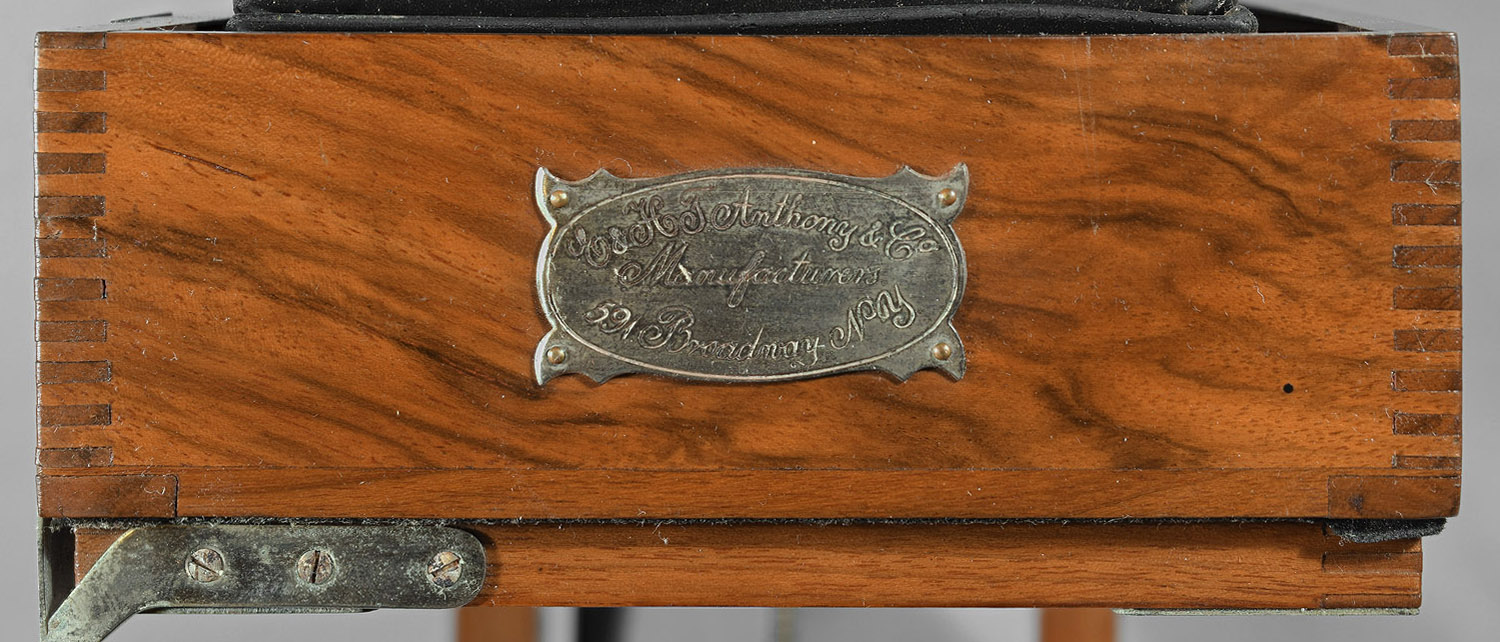 E & H T Anthony & Co
Manufacturers
591 Broadway N.Y